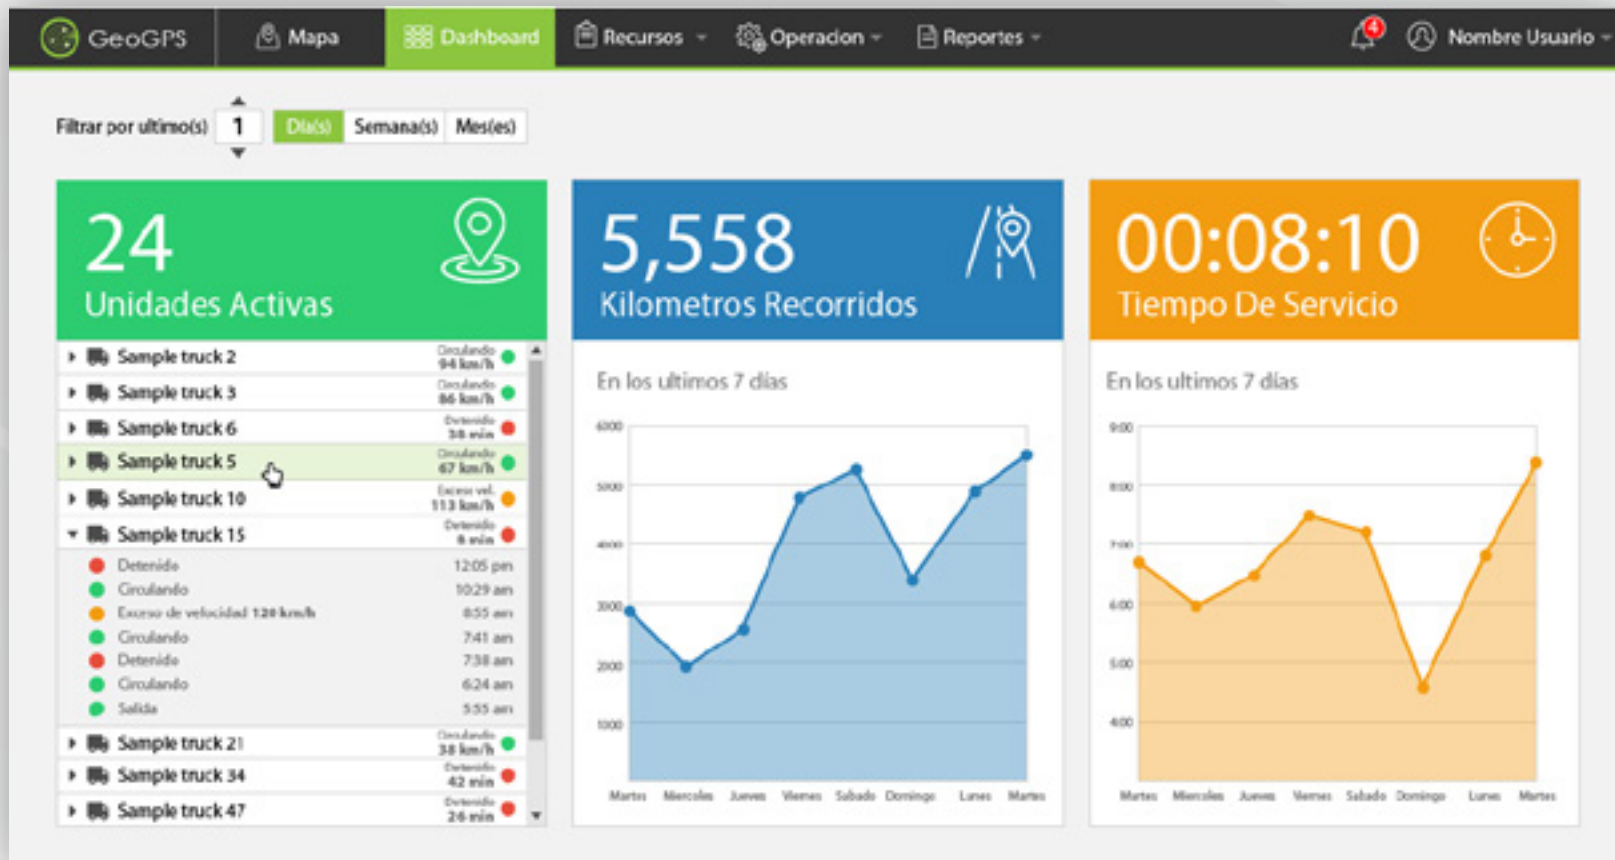 GeoGPS Mapa Dashboard Recursos Operacion Reportes 4 Nombre Usuario
Filtrar por ultimo(s) 1 Día(s) Semana(s) Mes(es)
24
Unidades Activas
Sample truck 2 Circulando 94 km/h
Sample truck 3 Circulando 86 km/h
Sample truck 6 Detenido 38 min
Sample truck 5 Circulando 67 km/h
Sample truck 10 Exceso vel. 113 km/h
Sample truck 15 Detenido 8 min
Detenido 12:05 pm
Circulando 10:29 am
Exceso de velocidad 120 km/h 8:55 am
Circulando 7:41 am
Detenido 7:38 am
Circulando 6:24 am
Salida 5:55 am
Sample truck 21 Circulando 38 km/h
Sample truck 34 Detenido 42 min
Sample truck 47 Detenido 26 min
5,558
Kilometros Recorridos
En los ultimos 7 días
6000
5000
4000
3000
2000
1000
Martes Miercoles Jueves Viernes Sabado Domingo Lunes Martes
00:08:10
Tiempo De Servicio
En los ultimos 7 días
9:00
8:00
7:00
6:00
5:00
4:00
Martes Miercoles Jueves Viernes Sabado Domingo Lunes Martes